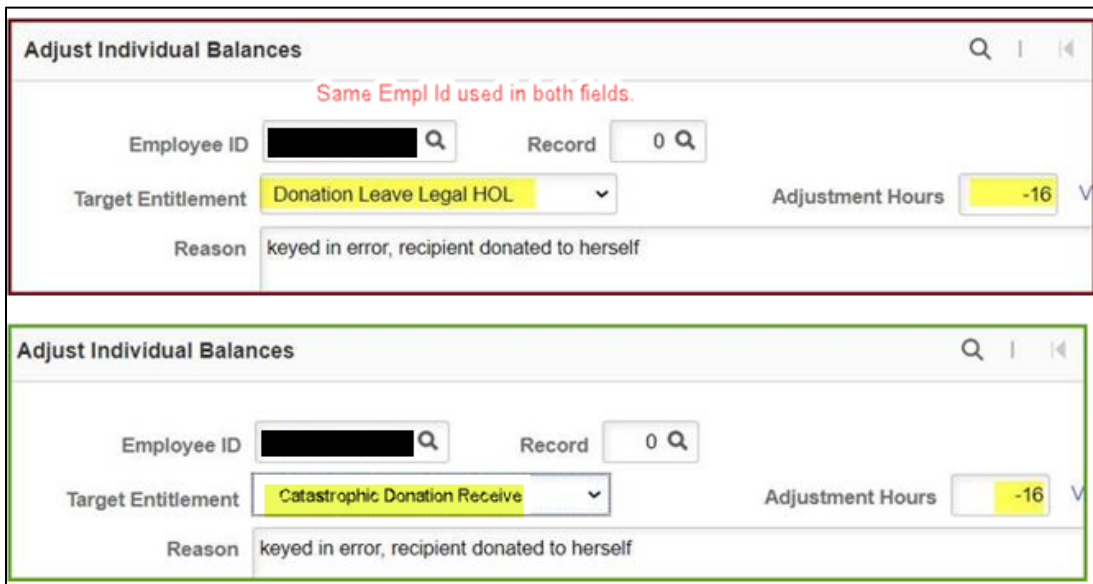 Adjust Individual Balances
Same Empl Id used in both fields.
Employee ID Record 0
Target Entitlement Donation Leave Legal HOL Adjustment Hours -16 V
Reason keyed in error, recipient donated to herself
Adjust Individual Balances
Employee ID Record 0
Target Entitlement Catastrophic Donation Receive Adjustment Hours -16 V
Reason keyed in error, recipient donated to herself